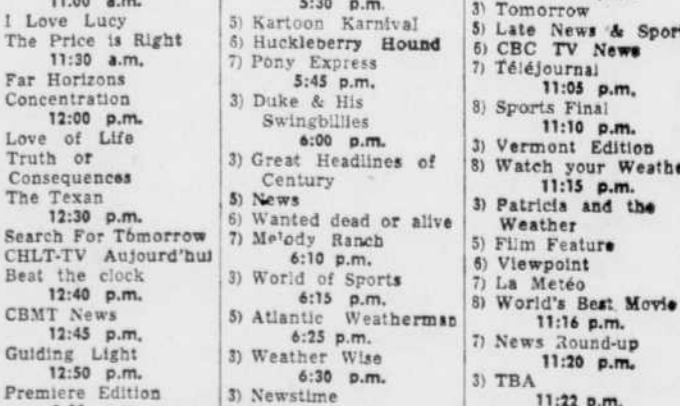 11:00 a.m.
I Love Lucy
The Price is Right
11:30 a.m.
Far Horizons
Concentration
12:00 p.m.
Love of Life
Truth or
Consequences
The Texan
12:30 p.m.
Search For Tomorrow
CHLT-TV Aujourd'hui
Beat the clock
12:40 p.m.
CBMT News
12:45 p.m.
Guiding Light
12:50 p.m.
Premiere Edition
5:30 p.m.
5) Kartoon Karnival
6) Huckleberry Hound
7) Pony Express
5:45 p.m.
3) Duke & His
Swingbillies
6:00 p.m.
3) Great Headlines of
Century
5) News
6) Wanted dead or alive
7) Melody Ranch
6:10 p.m.
3) World of Sports
6:15 p.m.
5) Atlantic Weatherman
6:25 p.m.
3) Weather Wise
6:30 p.m.
3) Newstime
3) Tomorrow
5) Late News & Spor
6) CBC TV News
7) Téléjournal
11:05 p.m.
8) Sports Final
11:10 p.m.
3) Vermont Edition
8) Watch your Weathe
11:15 p.m.
3) Patricia and the
Weather
5) Film Feature
6) Viewpoint
7) La Metéo
8) World's Best Movie
11:16 p.m.
7) News Round-up
11:20 p.m.
3) TBA
11:22 p.m.